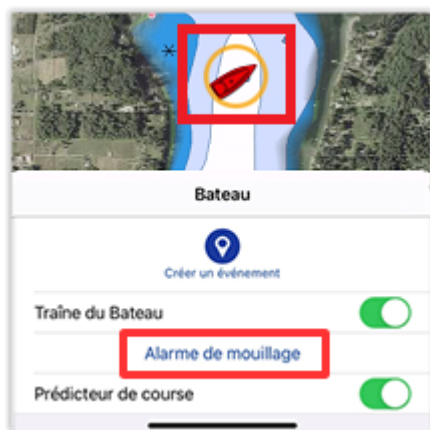 Bateau
Créer un événement
Traîne du Bateau
Alarme de mouillage
Prédicteur de course